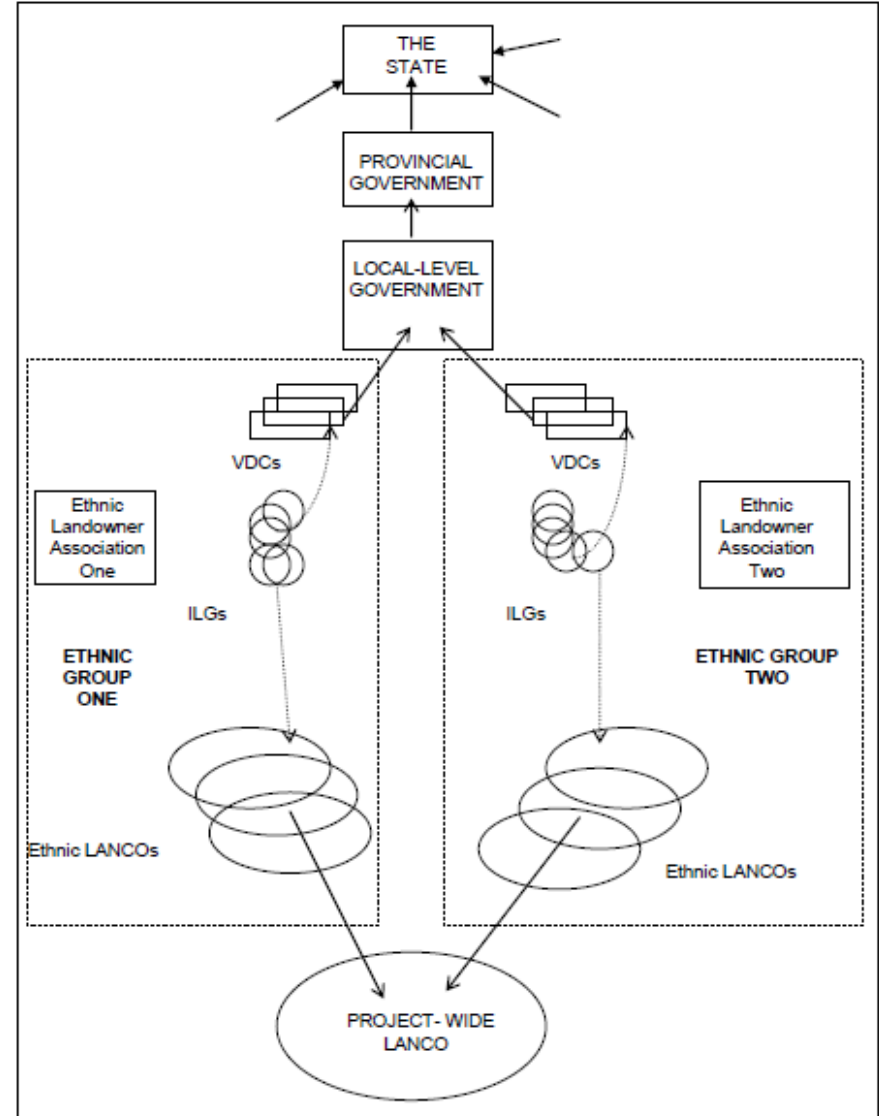 THE
STATE
PROVINCIAL
GOVERNMENT
LOCAL-LEVEL
GOVERNMENT
VDCs
VDCs
Ethnic
Landowner
Association
One
Ethnic
Landowner
Association
Two
ILGs
ILGs
ETHNIC
GROUP
ONE
ETHNIC GROUP
TWO
Ethnic LANCOs
Ethnic LANCOs
PROJECT- WIDE
LANCO